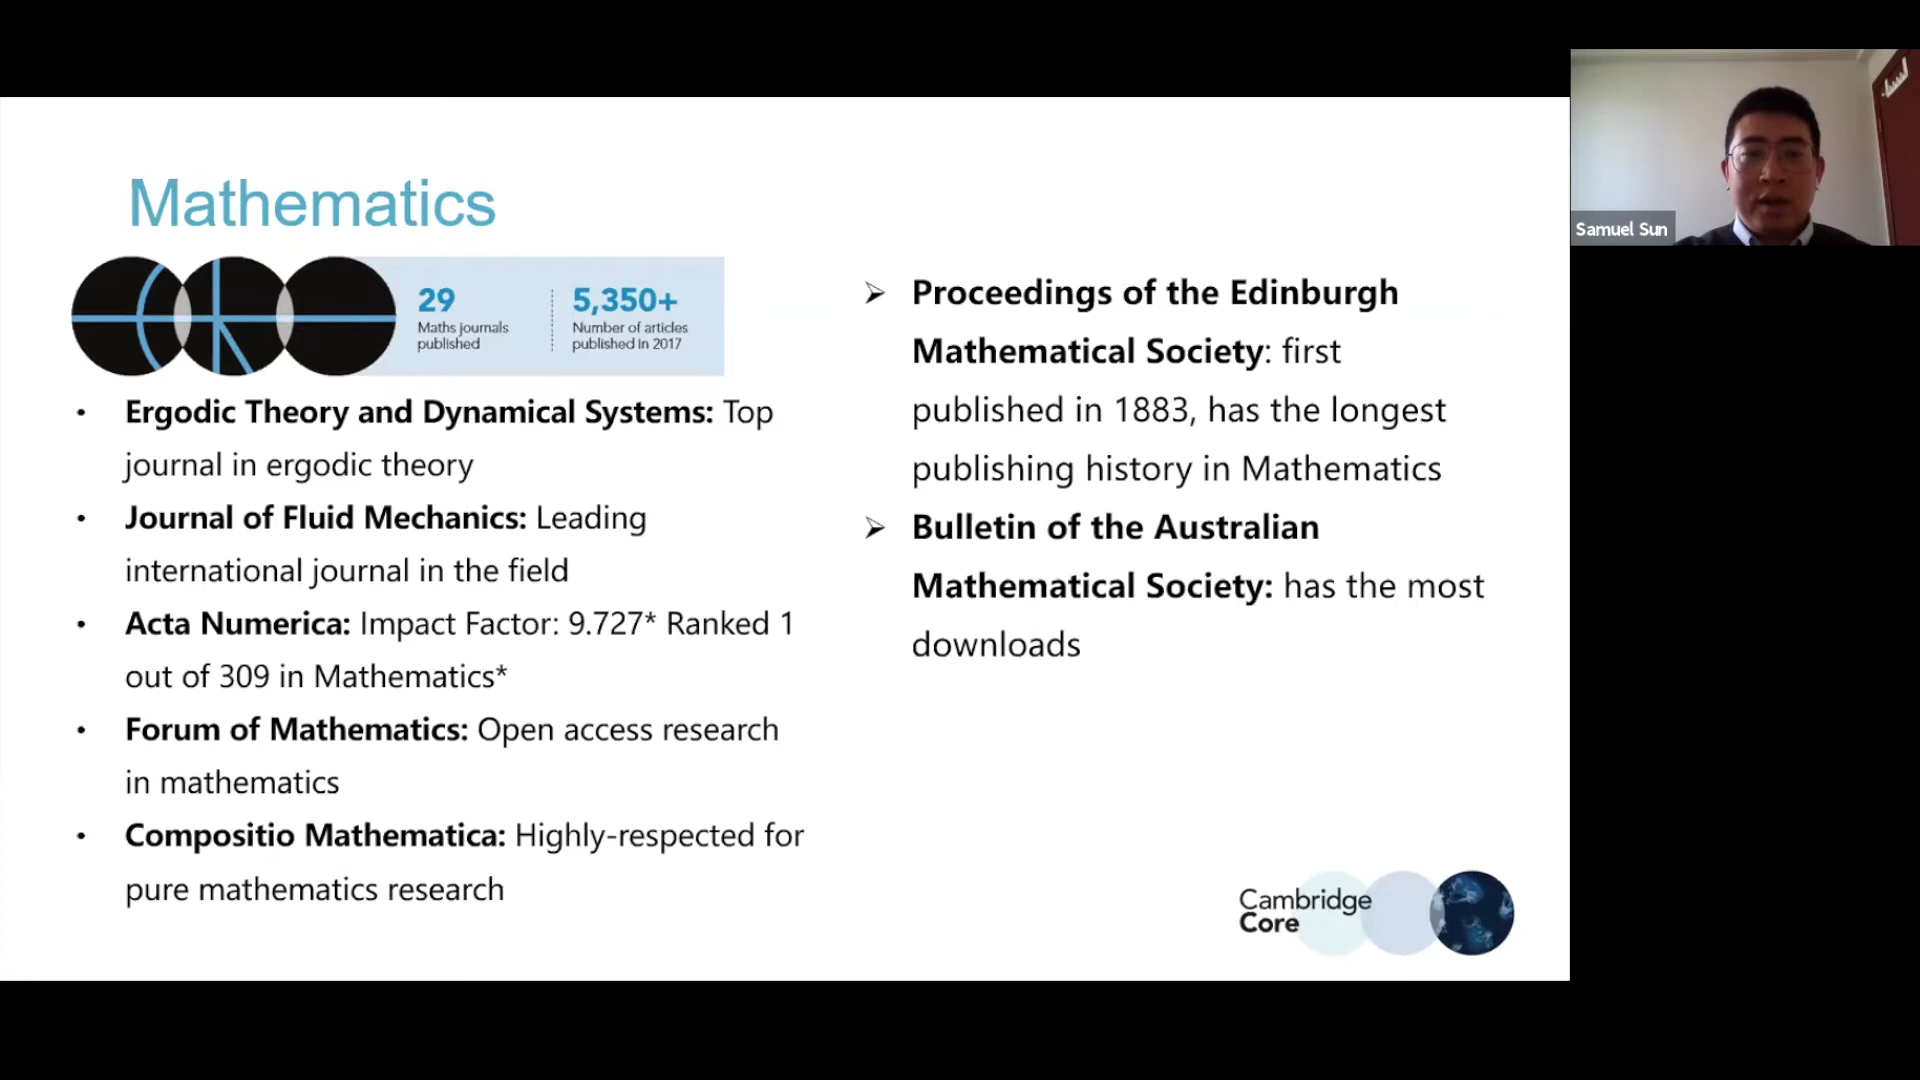 Mathematics
29
Maths journals
published
5,350+
Number of articles
published in 2017
• Ergodic Theory and Dynamical Systems: Top
journal in ergodic theory
• Journal of Fluid Mechanics: Leading
international journal in the field
• Acta Numerica: Impact Factor: 9.727* Ranked 1
out of 309 in Mathematics*
• Forum of Mathematics: Open access research
in mathematics
• Compositio Mathematica: Highly-respected for
pure mathematics research
➢ Proceedings of the Edinburgh
Mathematical Society: first
published in 1883, has the longest
publishing history in Mathematics
➢ Bulletin of the Australian
Mathematical Society: has the most
downloads
Cambridge
Core
Samuel Sun